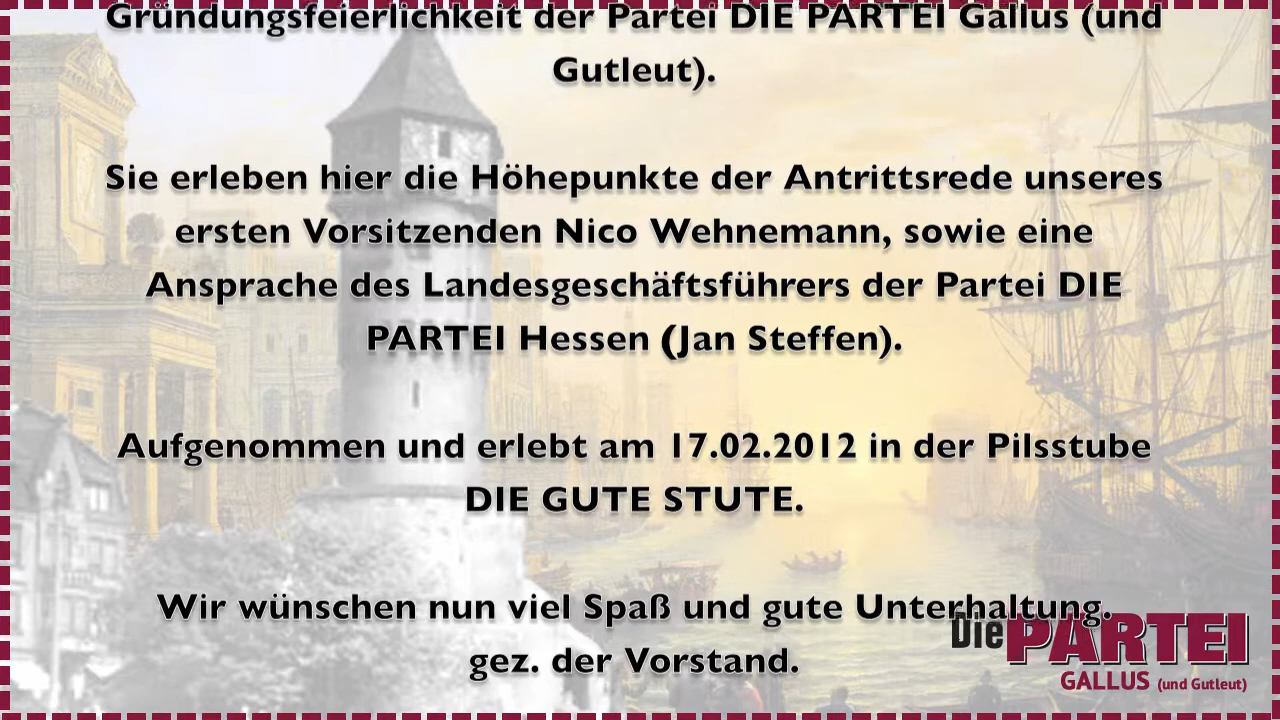 Gründungsfeierlichkeit der Partei DIE PARTEI Gallus (und
Gutleut).
Sie erleben hier die Höhepunkte der Antrittsrede unseres
ersten Vorsitzenden Nico Wehnemann, sowie eine
Ansprache des Landesgeschäftsführers der Partei DIE
PARTEI Hessen (Jan Steffen).
Aufgenommen und erlebt am 17.02.2012 in der Pilsstube
DIE GUTE STUTE.
Wir wünschen nun viel Spaß und gute Unterhaltung.
gez. der Vorstand.
Die PARTEI
GALLUS (und Gutleut)